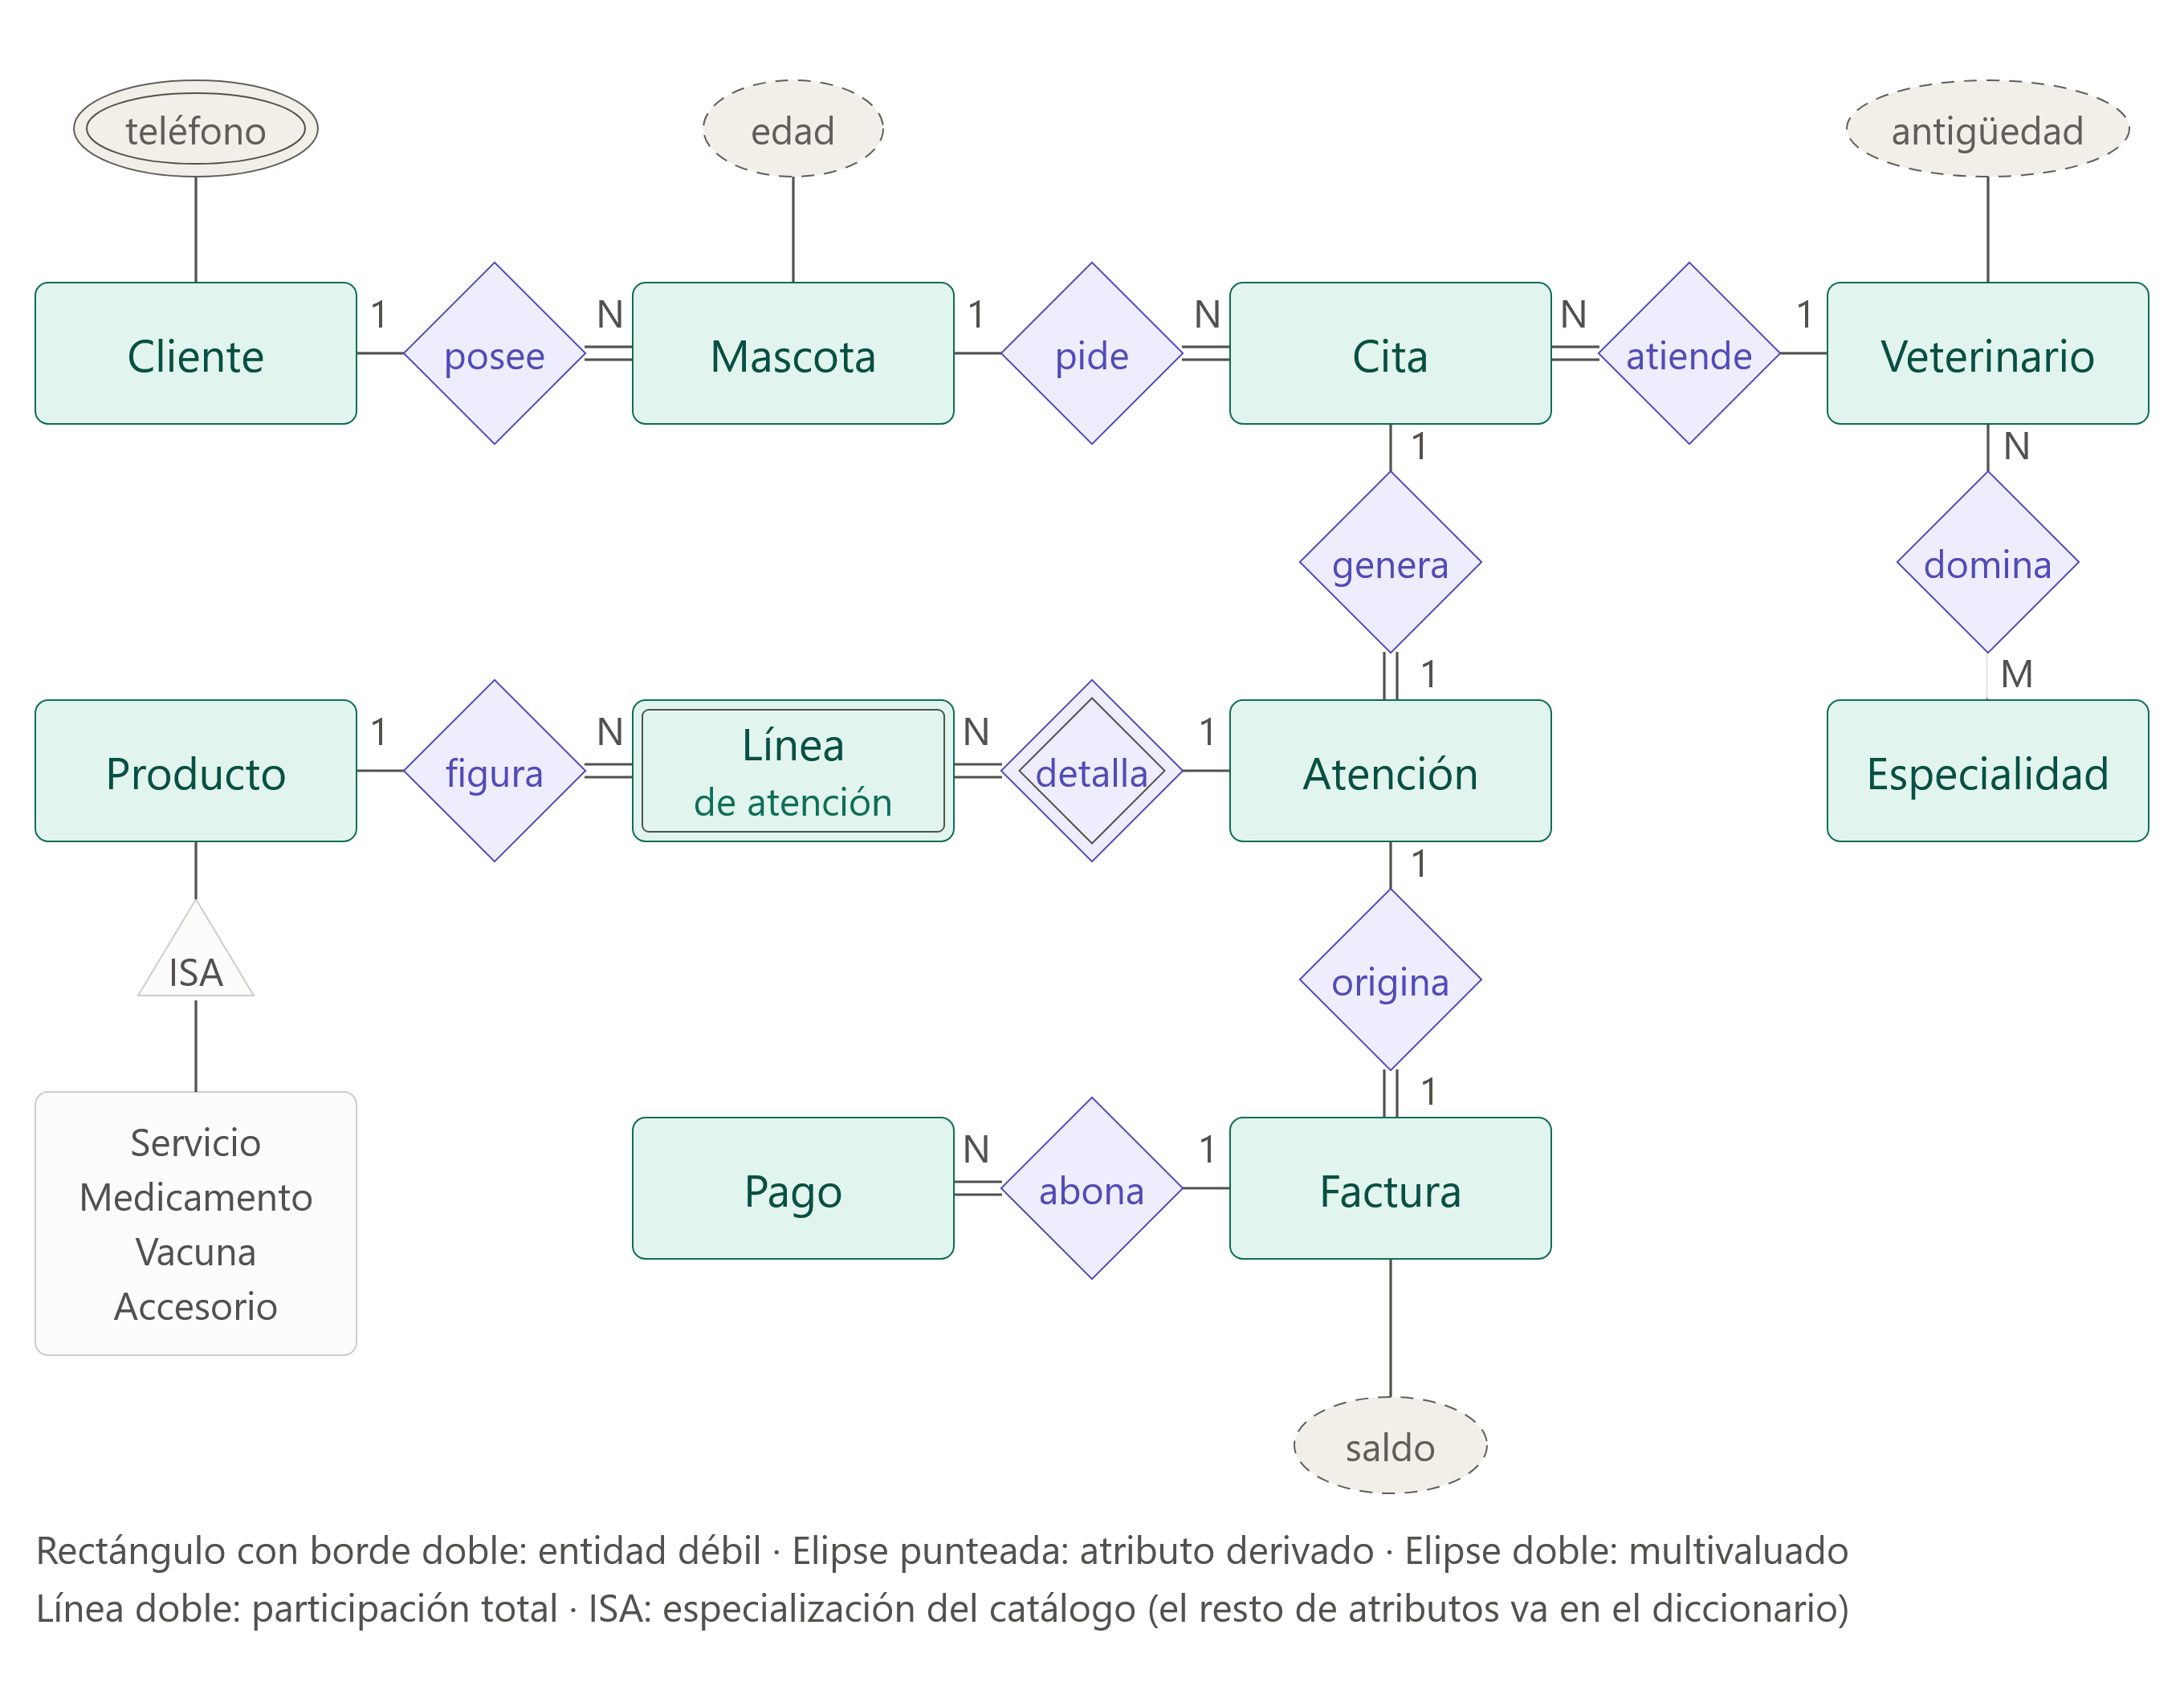 teléfono
edad
antigüedad
Cliente
1
posee
N
Mascota
1
pide
N
Cita
N
atiende
1
Veterinario
1
N
genera
domina
1
M
Producto
1
figura
N
Línea
de atención
N
detalla
1
Atención
Especialidad
1
ISA
origina
1
Servicio
Medicamento
Vacuna
Accesorio
Pago
N
abona
1
Factura
saldo
Rectángulo con borde doble: entidad débil · Elipse punteada: atributo derivado · Elipse doble: multivaluado
Línea doble: participación total · ISA: especialización del catálogo (el resto de atributos va en el diccionario)